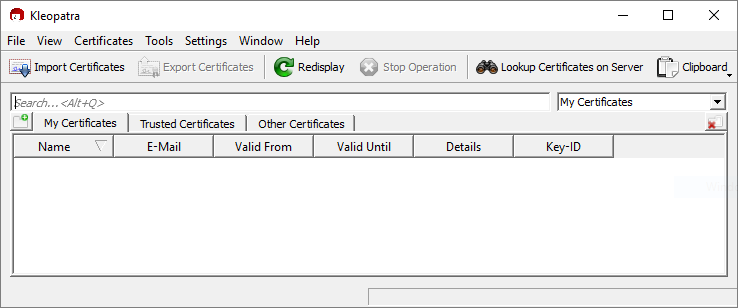 Kleopatra
File View Certificates Tools Settings Window Help
Import Certificates Export Certificates Redisplay Stop Operation Lookup Certificates on Server Clipboard
Search...<Alt+Q> My Certificates
My Certificates Trusted Certificates Other Certificates
Name E-Mail Valid From Valid Until Details Key-ID